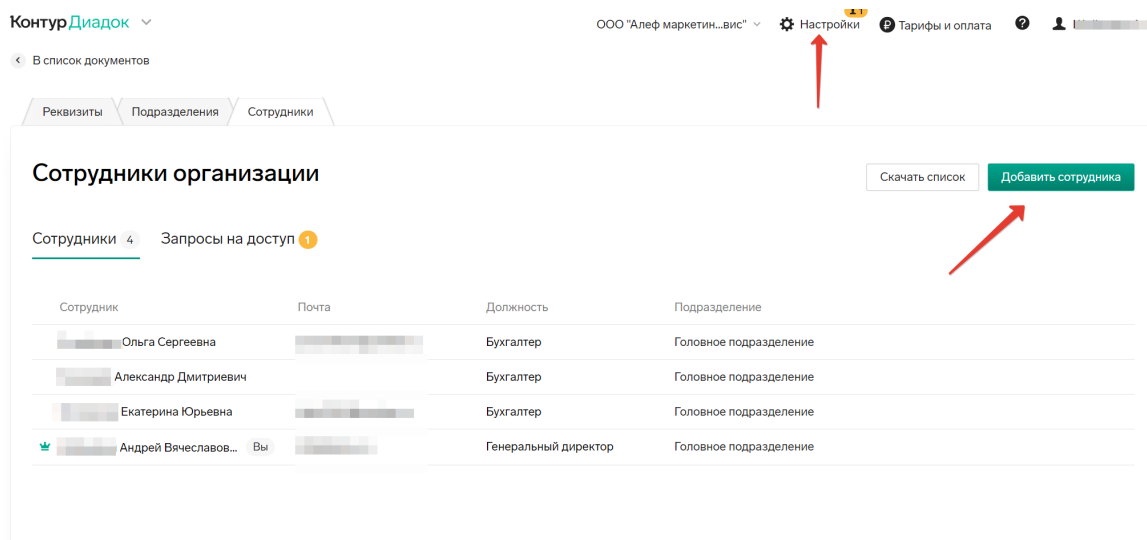 Контур Диадок ООО "Алеф маркетин...вис" Настройки Тарифы и оплата
В список документов
Реквизиты Подразделения Сотрудники
Сотрудники организации Скачать список Добавить сотрудника
Сотрудники 4 Запросы на доступ 1
Сотрудник Почта Должность Подразделение
Ольга Сергеевна Бухгалтер Головное подразделение
Александр Дмитриевич Бухгалтер Головное подразделение
Екатерина Юрьевна Бухгалтер Головное подразделение
Андрей Вячеславов... Вы Генеральный директор Головное подразделение